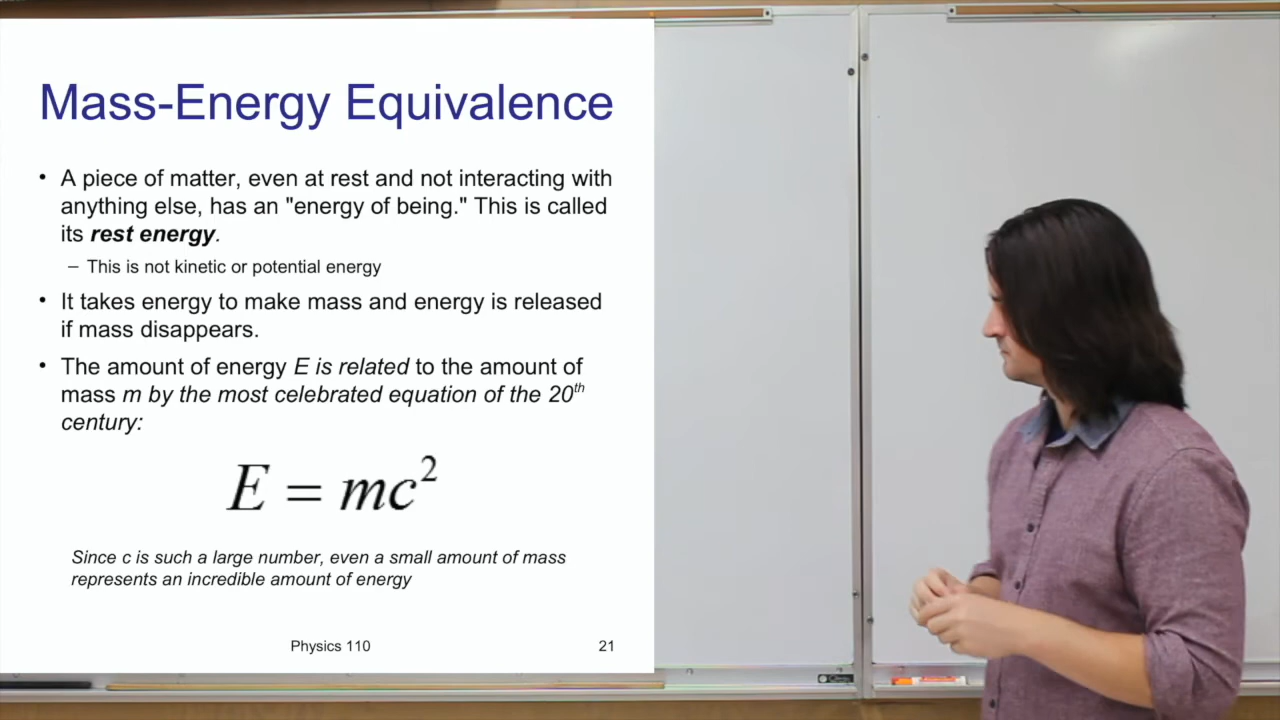 Mass-Energy Equivalence
• A piece of matter, even at rest and not interacting with
anything else, has an "energy of being." This is called
its rest energy.
– This is not kinetic or potential energy
• It takes energy to make mass and energy is released
if mass disappears.
• The amount of energy E is related to the amount of
mass m by the most celebrated equation of the 20th
century:
E = mc²
Since c is such a large number, even a small amount of mass
represents an incredible amount of energy
Physics 110
21